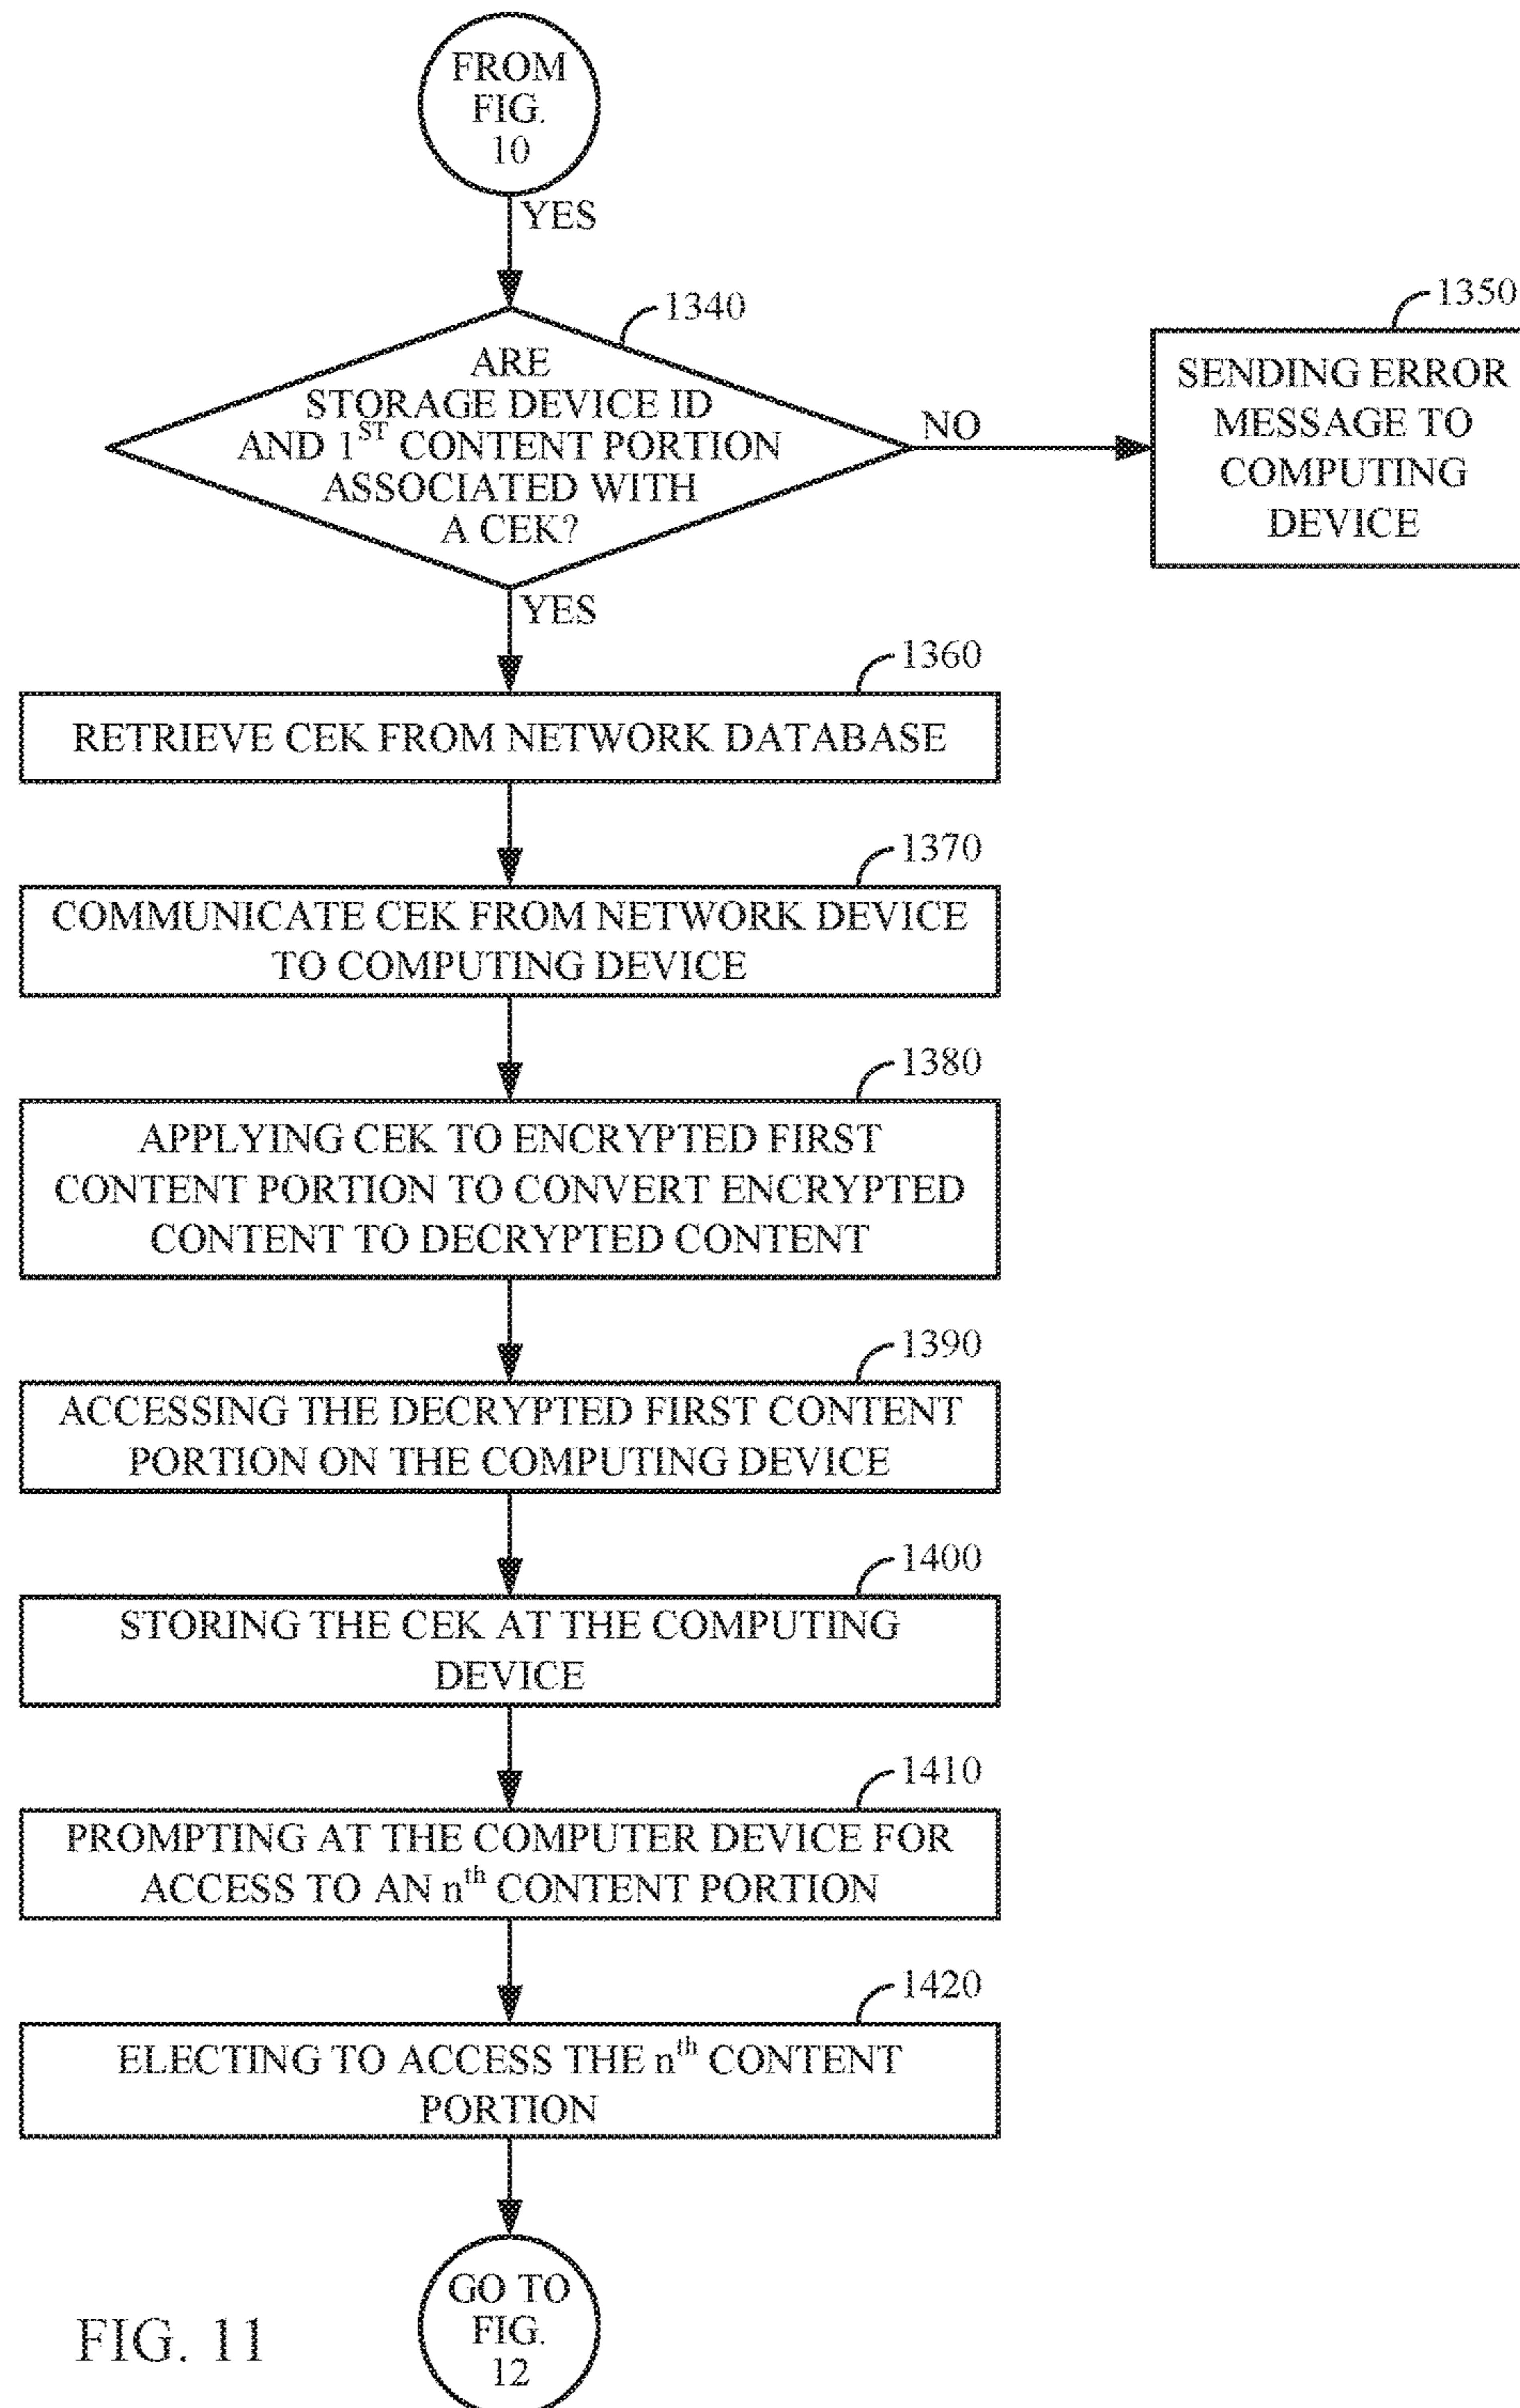 FROM
FIG.
10
YES
1340
ARE
STORAGE DEVICE ID
AND 1ST CONTENT PORTION
ASSOCIATED WITH
A CEK?
NO
1350
SENDING ERROR
MESSAGE TO
COMPUTING
DEVICE
YES
1360
RETRIEVE CEK FROM NETWORK DATABASE
1370
COMMUNICATE CEK FROM NETWORK DEVICE
TO COMPUTING DEVICE
1380
APPLYING CEK TO ENCRYPTED FIRST
CONTENT PORTION TO CONVERT ENCRYPTED
CONTENT TO DECRYPTED CONTENT
1390
ACCESSING THE DECRYPTED FIRST CONTENT
PORTION ON THE COMPUTING DEVICE
1400
STORING THE CEK AT THE COMPUTING
DEVICE
1410
PROMPTING AT THE COMPUTER DEVICE FOR
ACCESS TO AN nth CONTENT PORTION
1420
ELECTING TO ACCESS THE nth CONTENT
PORTION
GO TO
FIG.
12
FIG. 11